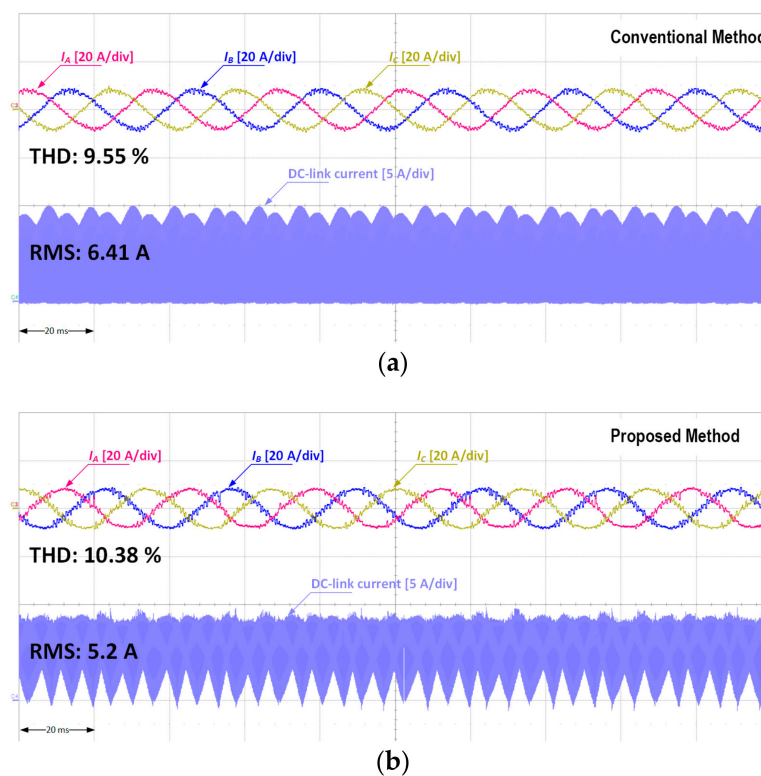 Conventional Method
I_A [20 A/div] I_B [20 A/div] I_C [20 A/div]
THD: 9.55 %
DC-link current [5 A/div]
RMS: 6.41 A
20 ms
(a)
Proposed Method
I_A [20 A/div] I_B [20 A/div] I_C [20 A/div]
THD: 10.38 %
DC-link current [5 A/div]
RMS: 5.2 A
20 ms
(b)